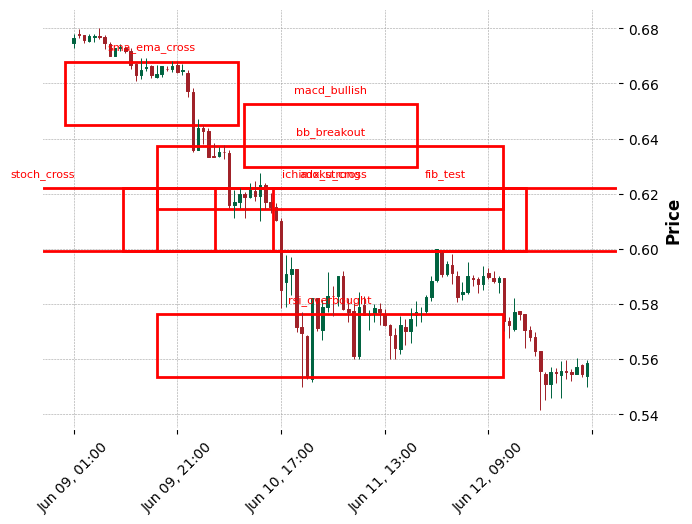 sma_ema_cross
macd_bullish
bb_breakout
stoch_cross
adx_strong
fib_test
rsi_overbought
0.68
0.66
0.64
0.62
0.60
0.58
0.56
0.54
Price
Jun 09, 01:00
Jun 09, 21:00
Jun 10, 17:00
Jun 11, 13:00
Jun 12, 09:00